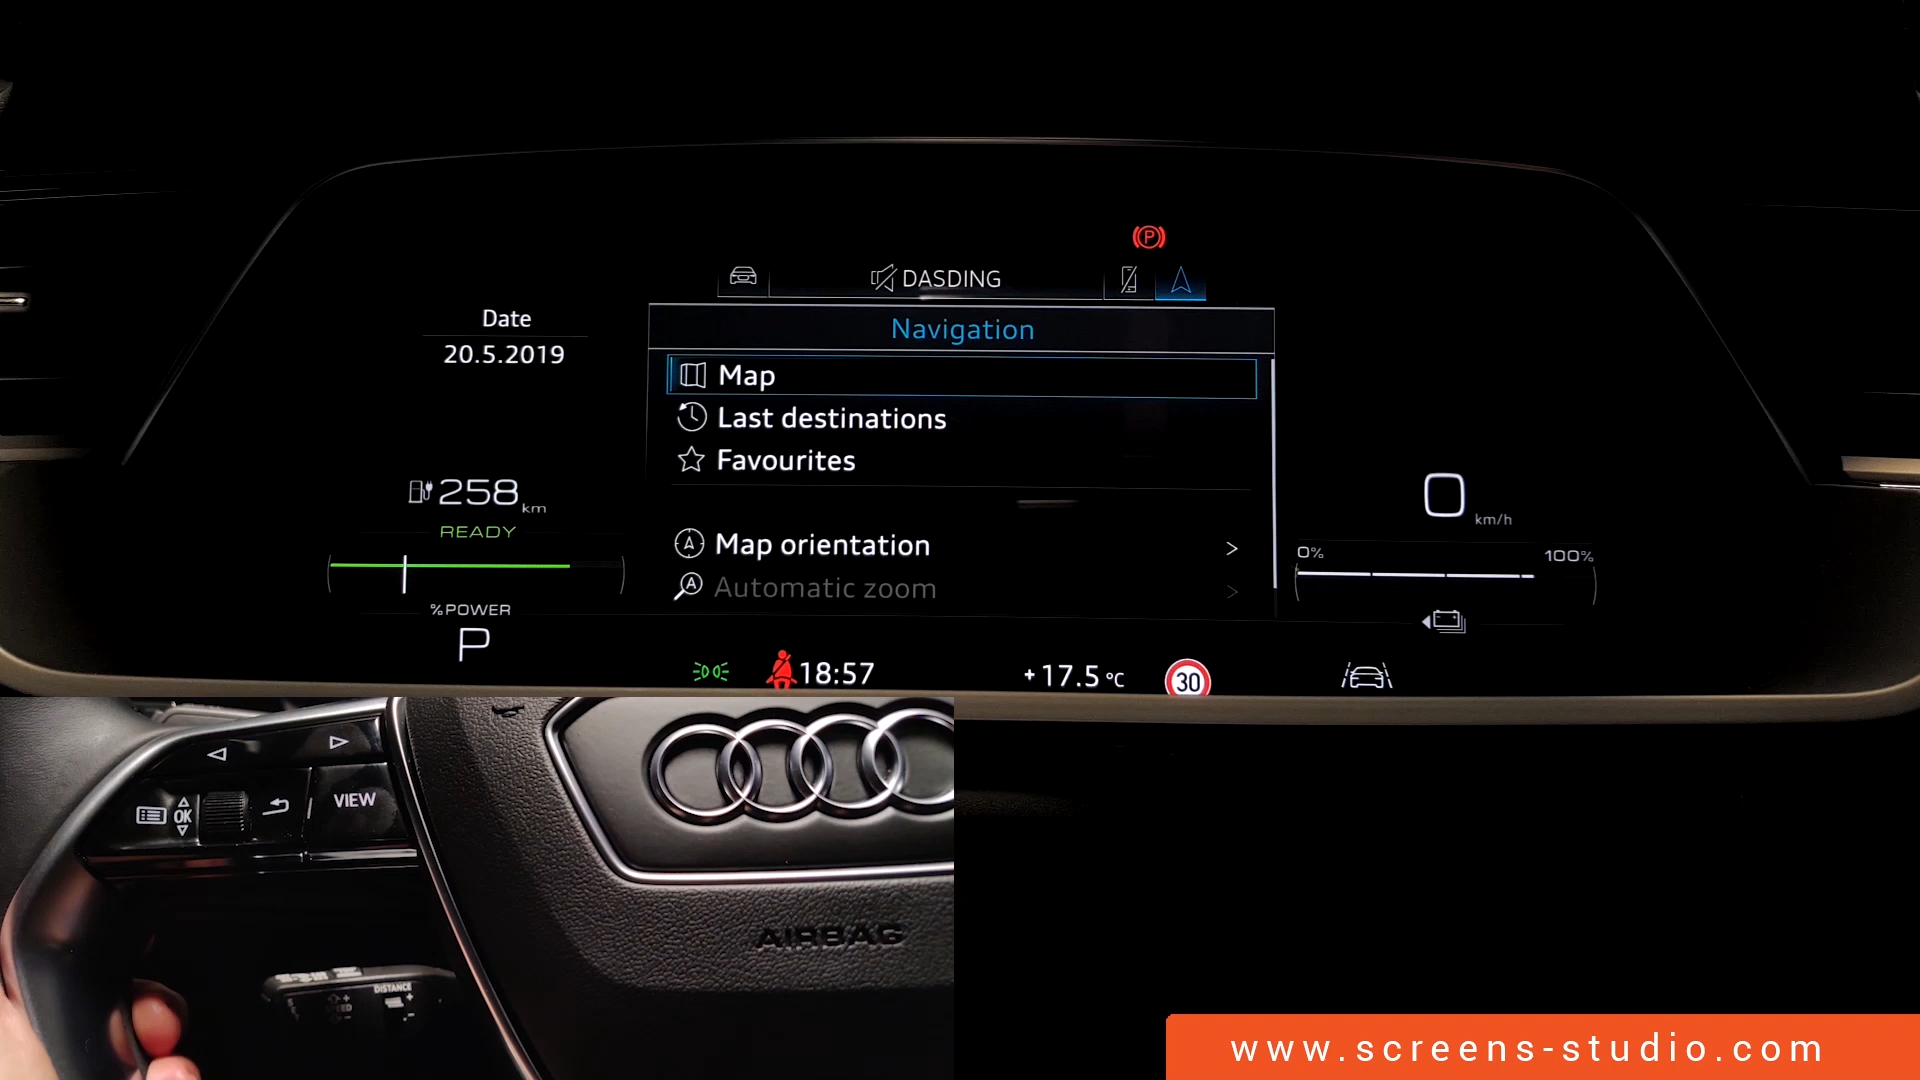 DASDING
Navigation
Date
20.5.2019
Map
Last destinations
Favourites
258 km
READY
0 km/h
Map orientation
0% 100%
Automatic zoom
%POWER
P
18:57
+17.5 °C
30
OK
VIEW
AIRBAG
DISTANCE
www.screens-studio.com